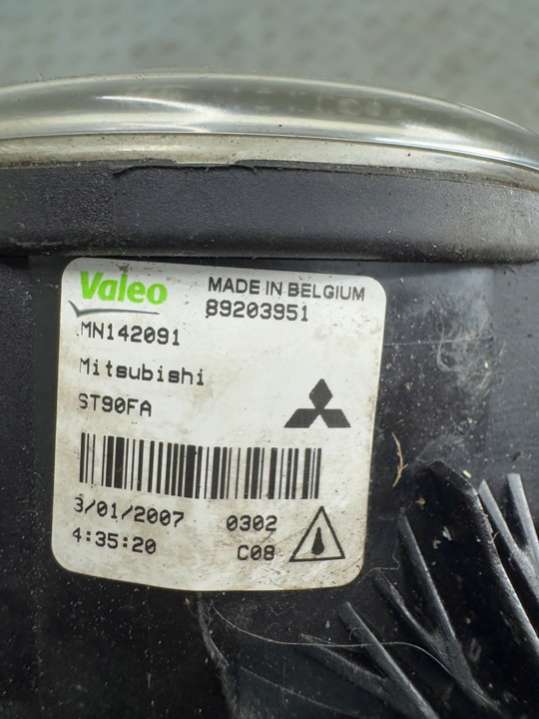 Valeo
MADE IN BELGIUM
89203951
MN142091
Mitsubishi
ST90FA
3/01/2007 0302
4:35:20 C08